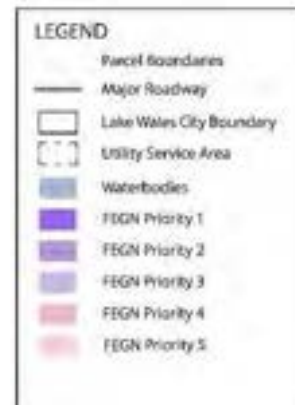 LEGEND
Parcel Boundaries
Major Roadway
Lake Wales City Boundary
Utility Service Area
Waterbodies
FEGN Priority 1
FEGN Priority 2
FEGN Priority 3
FEGN Priority 4
FEGN Priority 5